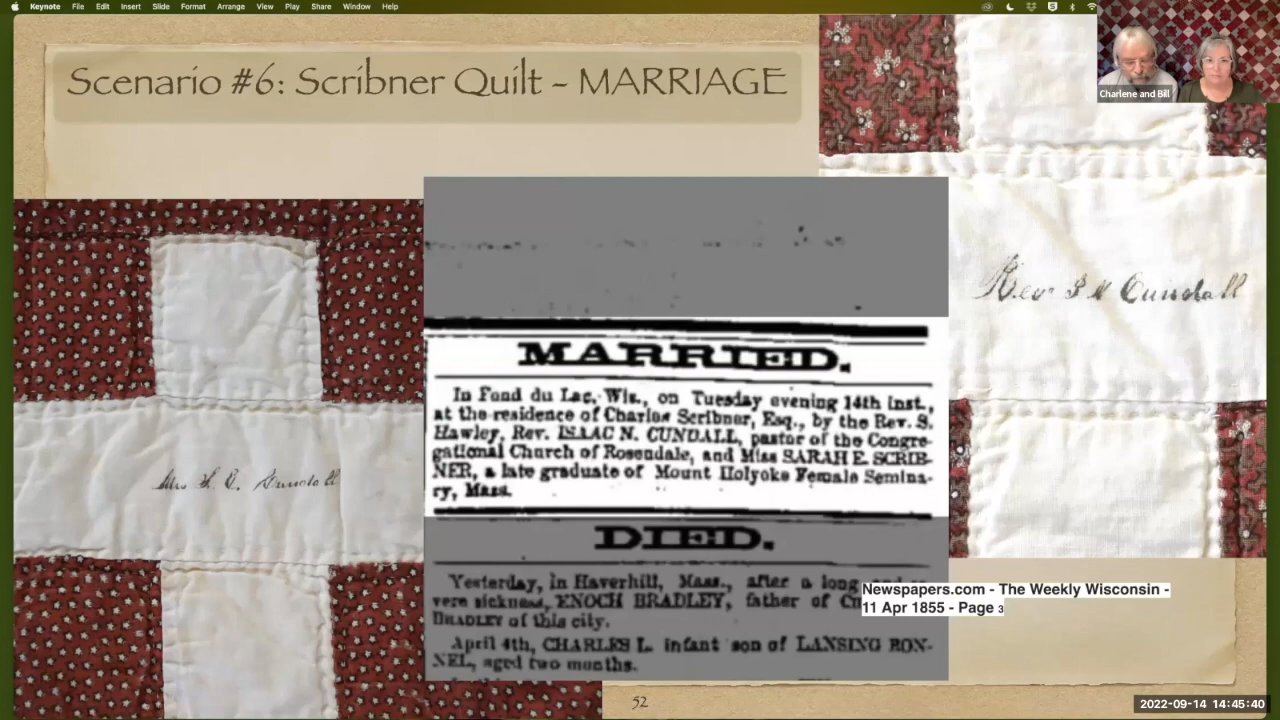 Keynote File Edit Insert Slide Format Arrange View Play Share Window Help
Charlene and Bill
Scenario #6: Scribner Quilt - MARRIAGE
Rev I N Cundall
Mrs S. E. Cundall
MARRIED.
In Fond du Lac, Wis., on Tuesday evening 14th inst.,
at the residence of Charles Scribner, Esq., by the Rev. S.
Hawley, Rev. ISAAC N. CUNDALL, pastor of the Congre-
gational Church of Rosendale, and Miss SARAH E. SCRIB-
NER, a late graduate of Mount Holyoke Female Semina-
ry, Mass.
DIED.
Yesterday, in Haverhill, Mass., after a long
vere sickness, ENOCH BRADLEY, father of
BRADLEY of this city.
April 4th, CHARLES L. infant son of LANSING BON-
NEL, aged two months.
Newspapers.com - The Weekly Wisconsin -
11 Apr 1855 - Page 3
52
2022-09-14 14:45:40